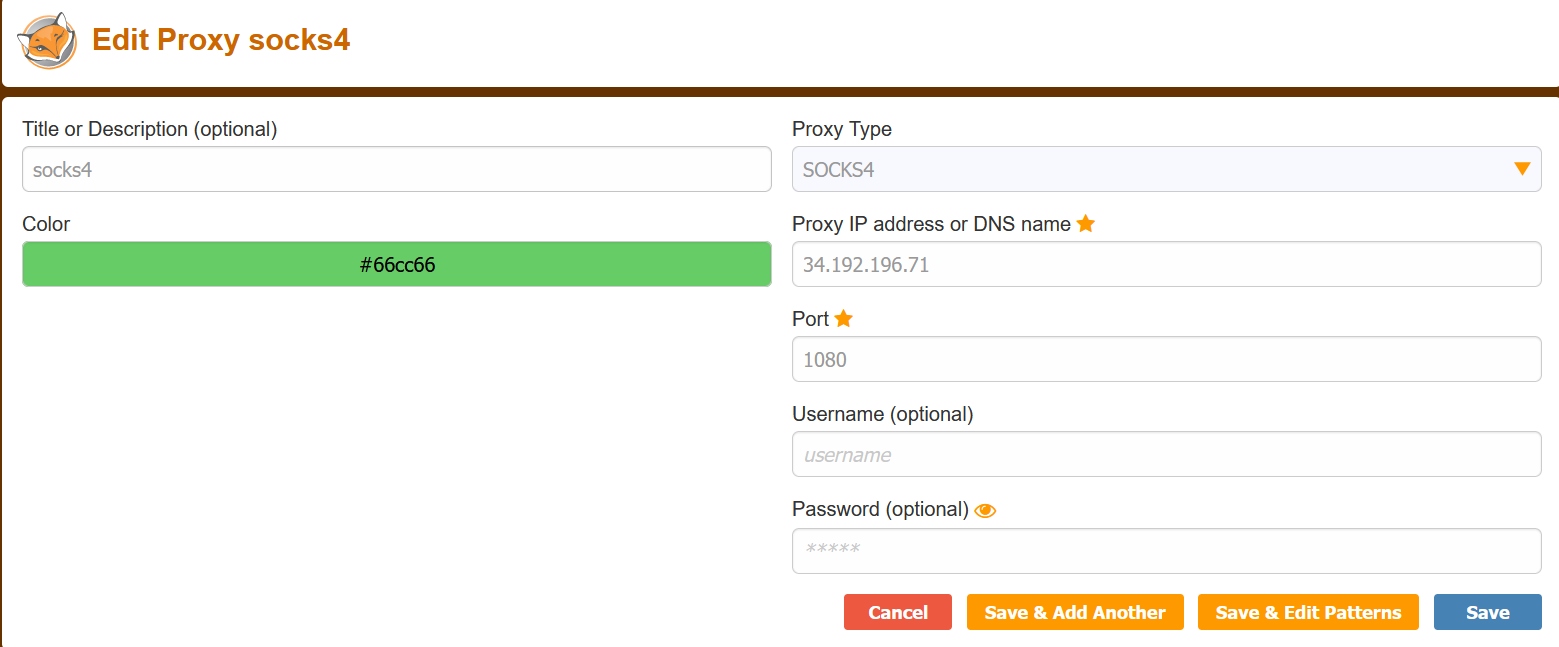 Edit Proxy socks4
Title or Description (optional)
socks4
Color
#66cc66
Proxy Type
SOCKS4
Proxy IP address or DNS name
34.192.196.71
Port
1080
Username (optional)
username
Password (optional)
*****
Cancel
Save & Add Another
Save & Edit Patterns
Save